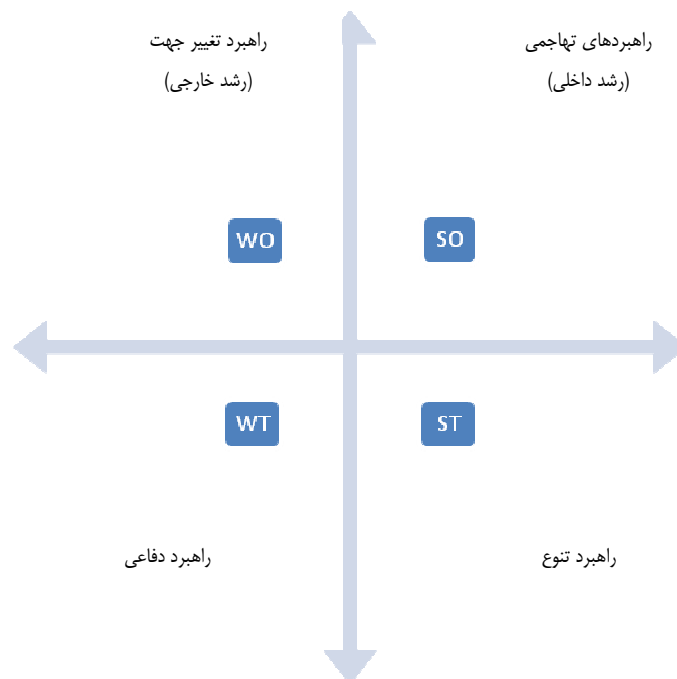 راهبردهای تهاجمی
(رشد داخلی)
راهبرد تغییر جهت
(رشد خارجی)
SO
WO
ST
WT
راهبرد تنوع
راهبرد دفاعی